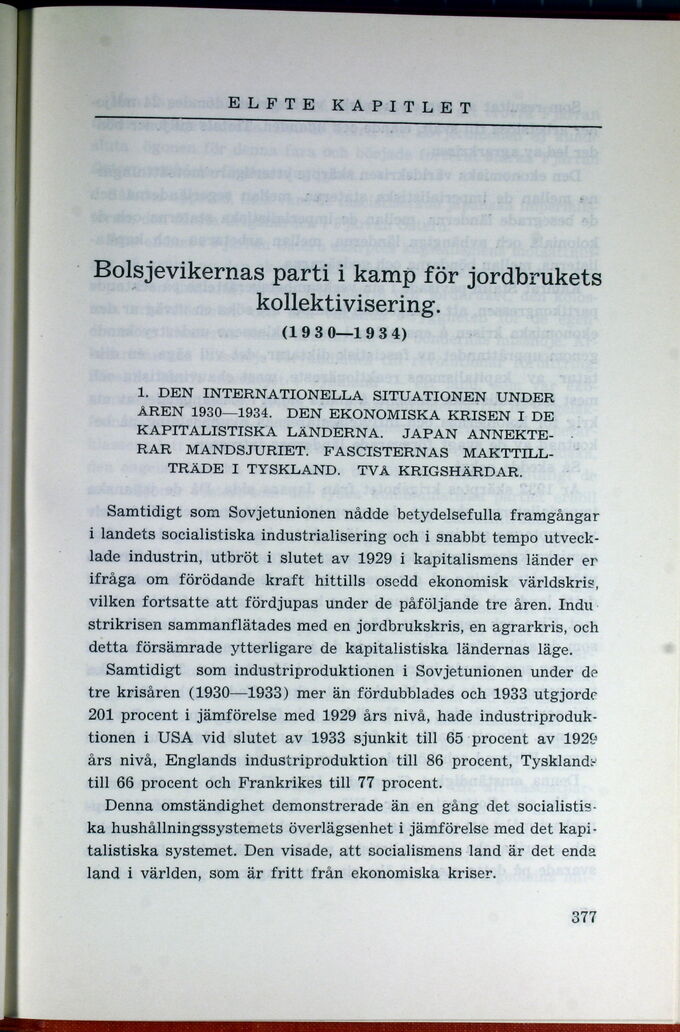 ELFTE KAPITLET
Bolsjevikernas parti i kamp för jordbrukets
kollektivisering.
(1930—1934)
1. DEN INTERNATIONELLA SITUATIONEN UNDER
ÅREN 1930—1934. DEN EKONOMISKA KRISEN I DE
KAPITALISTISKA LÄNDERNA. JAPAN ANNEKTE-
RAR MANDSJURIET. FASCISTERNAS MAKTTILL-
TRÄDE I TYSKLAND. TVÅ KRIGSHÄRDAR.
Samtidigt som Sovjetunionen nådde betydelsefulla framgångar
i landets socialistiska industrialisering och i snabbt tempo utveck-
lade industrin, utbröt i slutet av 1929 i kapitalismens länder er
ifråga om förödande kraft hittills osedd ekonomisk världskris,
vilken fortsatte att fördjupas under de påföljande tre åren. Indu
strikrisen sammanflätades med en jordbrukskris, en agrarkris, och
detta försämrade ytterligare de kapitalistiska ländernas läge.
Samtidigt som industriproduktionen i Sovjetunionen under de
tre krisåren (1930—1933) mer än fördubblades och 1933 utgjorde
201 procent i jämförelse med 1929 års nivå, hade industriproduk-
tionen i USA vid slutet av 1933 sjunkit till 65 procent av 1929
års nivå, Englands industriproduktion till 86 procent, Tysklands
till 66 procent och Frankrikes till 77 procent.
Denna omständighet demonstrerade än en gång det socialistis-
ka hushållningssystemets överlägsenhet i jämförelse med det kapi-
talistiska systemet. Den visade, att socialismens land är det enda
land i världen, som är fritt från ekonomiska kriser.
377